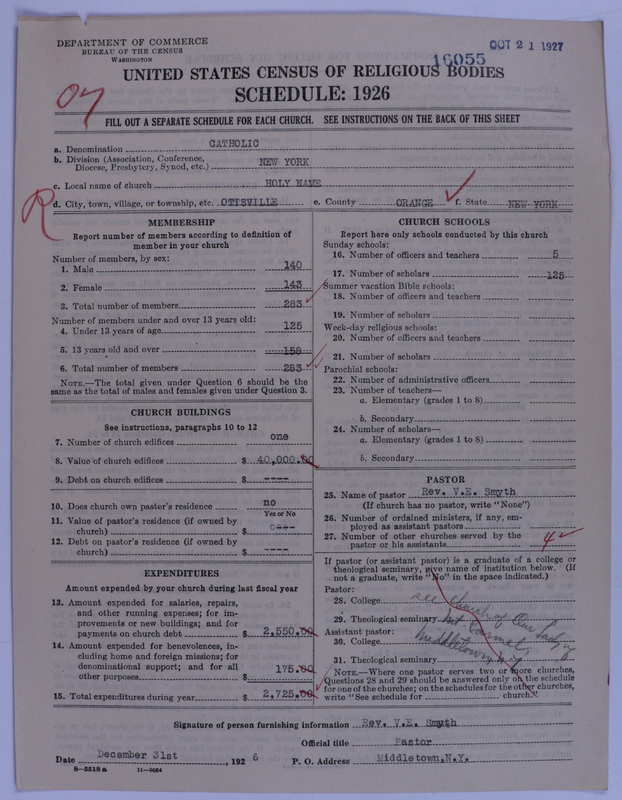 DEPARTMENT OF COMMERCE
BUREAU OF THE CENSUS
WASHINGTON
OCT 21 1927
16055
UNITED STATES CENSUS OF RELIGIOUS BODIES
SCHEDULE: 1926
FILL OUT A SEPARATE SCHEDULE FOR EACH CHURCH. SEE INSTRUCTIONS ON THE BACK OF THIS SHEET
a. Denomination CATHOLIC
b. Division (Association, Conference,
Diocese, Presbytery, Synod, etc.) NEW YORK
c. Local name of church HOLY NAME
R
d. City, town, village, or township, etc. OTISVILLE e. County ORANGE f. State NEW YORK
MEMBERSHIP
Report number of members according to definition of
member in your church
Number of members, by sex:
1. Male 140
2. Female 143
3. Total number of members 283
Number of members under and over 13 years old:
4. Under 13 years of age 125
5. 13 years old and over 158
6. Total number of members 283
NOTE.—The total given under Question 6 should be the
same as the total of males and females given under Question 3.
CHURCH BUILDINGS
See instructions, paragraphs 10 to 12
7. Number of church edifices one
8. Value of church edifices $ 40,000.00
9. Debt on church edifices $ ----
10. Does church own pastor's residence no
Yes or No
11. Value of pastor's residence (if owned by
church) $
12. Debt on pastor's residence (if owned by
church) $ ----
EXPENDITURES
Amount expended by church during last fiscal year
13. Amount expended for salaries, repairs,
and other running expenses; for im-
provements or new buildings; and for
payments on church debt $ 2,550.00
14. Amount expended for benevolences, in-
cluding home and foreign missions; for
denominational support; and for all
other purposes $ 175.00
15. Total expenditures during year $ 2,725.00
CHURCH SCHOOLS
Report here only schools conducted by this church
Sunday schools:
16. Number of officers and teachers 5
17. Number of scholars 125
Summer vacation Bible schools:
18. Number of officers and teachers
19. Number of scholars
Week-day religious schools:
20. Number of officers and teachers
21. Number of scholars
Parochial schools:
22. Number of administrative officers
23. Number of teachers—
a. Elementary (grades 1 to 8)
b. Secondary
24. Number of scholars—
a. Elementary (grades 1 to 8)
b. Secondary
PASTOR
25. Name of pastor Rev. V.E. Smyth
(If church has no pastor, write "None")
26. Number of ordained ministers, if any, em-
ployed as assistant pastors
27. Number of other churches served by the
pastor or his assistants 4
If pastor (or assistant pastor) is a graduate of a college or
theological seminary, give name of institution below. (If
not a graduate, write "No" in the space indicated.)
Pastor:
28. College
see church of Our Lady of
29. Theological seminary
Mt Carmel,
Assistant pastor:
30. College
Middletown, N.Y.
31. Theological seminary
NOTE.—Where one pastor serves two or more churches,
Questions 28 and 29 should be answered only on the schedule
for one of the churches; on the schedules for the other churches,
write "See schedule for church."
Signature of person furnishing information Rev. V.E. Smyth
Official title Pastor
Date December 31st, 1926 P. O. Address Middletown, N.Y.
8—5518a 11—9084